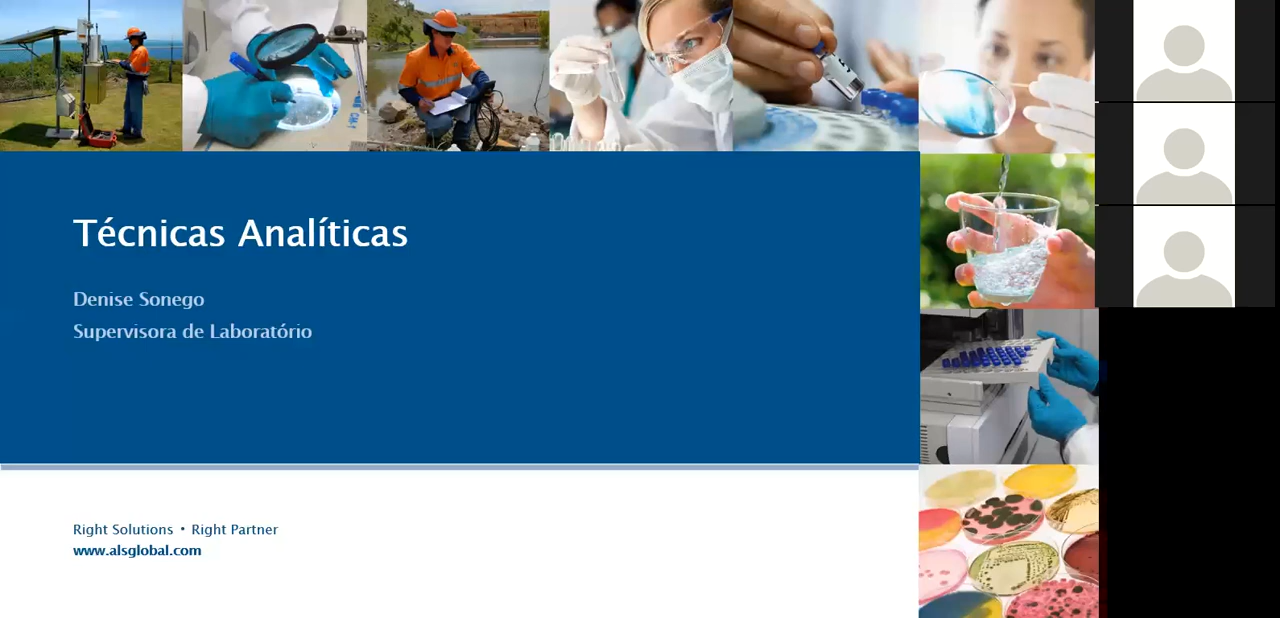 Técnicas Analíticas
Denise Sonego
Supervisora de Laboratório
Right Solutions • Right Partner
www.alsglobal.com